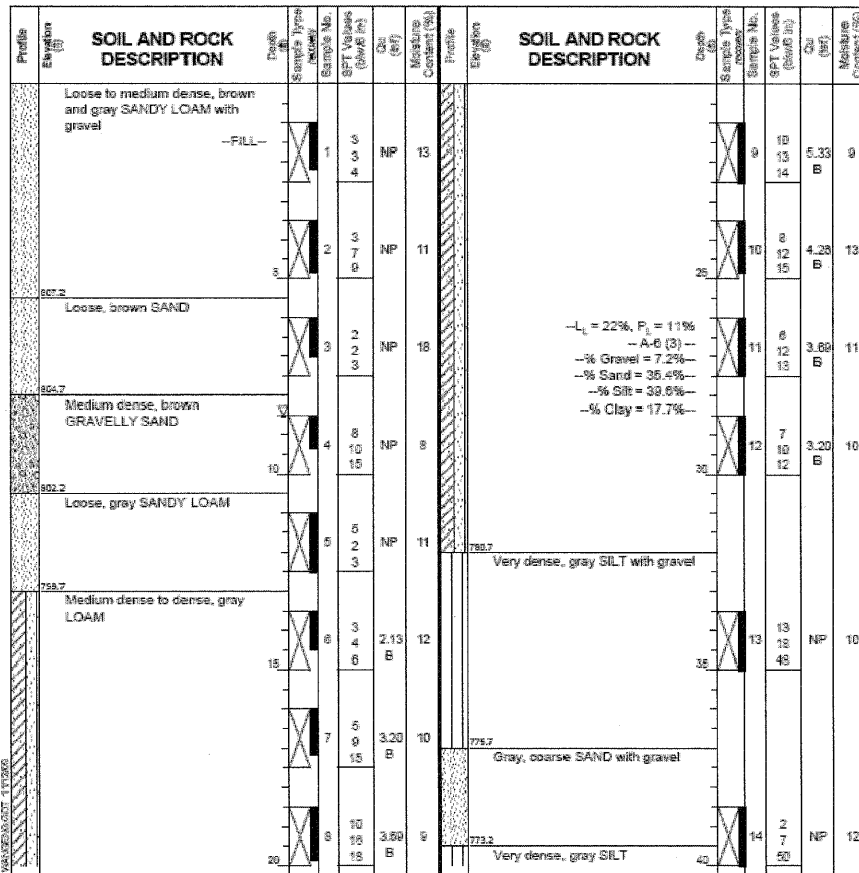 Profile
Elevation (ft)
SOIL AND ROCK DESCRIPTION
Depth (ft)
Sample Type
recovery
Sample No.
SPT Values (blw/6 in)
Qu (tsf)
Moisture Content (%)
Loose to medium dense, brown
and gray SANDY LOAM with
gravel
--FILL--
1 3 3 4 NP 13
5 2 3 7 9 NP 11
807.2
Loose, brown SAND
3 2 2 3 NP 18
804.7
Medium dense, brown
GRAVELLY SAND
10 4 8 10 15 NP 8
802.2
Loose, gray SANDY LOAM
5 5 2 3 NP 11
799.7
Medium dense to dense, gray
LOAM
15 6 3 4 6 2.13 B 12
7 5 9 15 3.20 B 10
20 8 10 16 18 3.69 B 9
Profile
Elevation (ft)
SOIL AND ROCK DESCRIPTION
Depth (ft)
Sample Type
recovery
Sample No.
SPT Values (blw/6 in)
Qu (tsf)
Moisture Content (%)
9 10 13 14 5.33 B 9
25 10 8 12 15 4.28 B 13
--LL = 22%, PL = 11%
-- A-6 (3) --
--% Gravel = 7.2%--
--% Sand = 35.4%--
--% Silt = 39.6%--
--% Clay = 17.7%--
11 6 12 13 3.69 B 11
30 12 7 10 12 3.20 B 10
780.7
Very dense, gray SILT with gravel
35 13 13 18 48 NP 10
775.7
Gray, coarse SAND with gravel
773.2
14 2 7 50 NP 12
Very dense, gray SILT
40